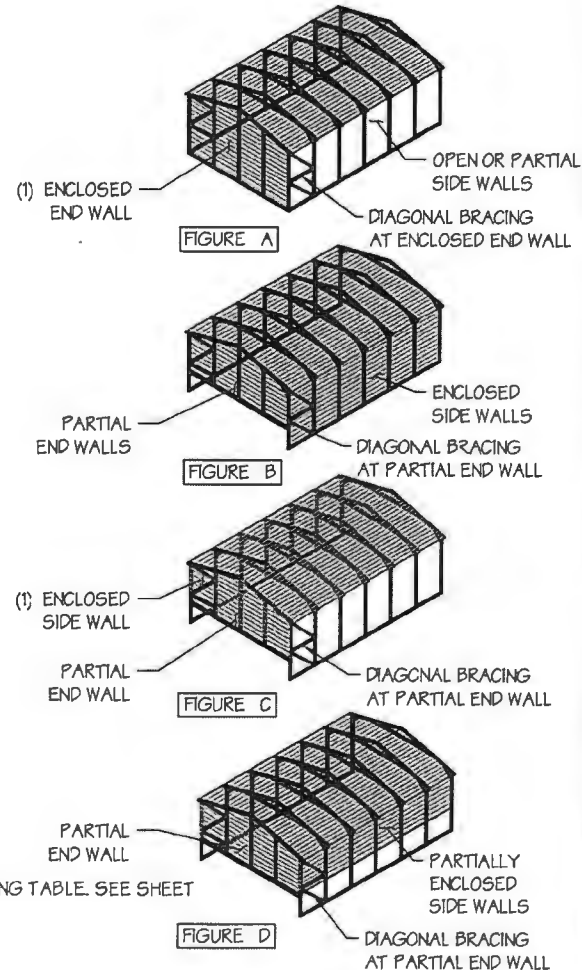 OPEN OR PARTIAL
SIDE WALLS
(1) ENCLOSED
END WALL
DIAGONAL BRACING
AT ENCLOSED END WALL
FIGURE A
ENCLOSED
SIDE WALLS
PARTIAL
END WALLS
DIAGONAL BRACING
AT PARTIAL END WALL
FIGURE B
(1) ENCLOSED
SIDE WALL
PARTIAL
END WALL
DIAGONAL BRACING
AT PARTIAL END WALL
FIGURE C
PARTIAL
END WALL
PARTIALLY
ENCLOSED
SIDE WALLS
NG TABLE. SEE SHEET
FIGURE D
DIAGONAL BRACING
AT PARTIAL END WALL